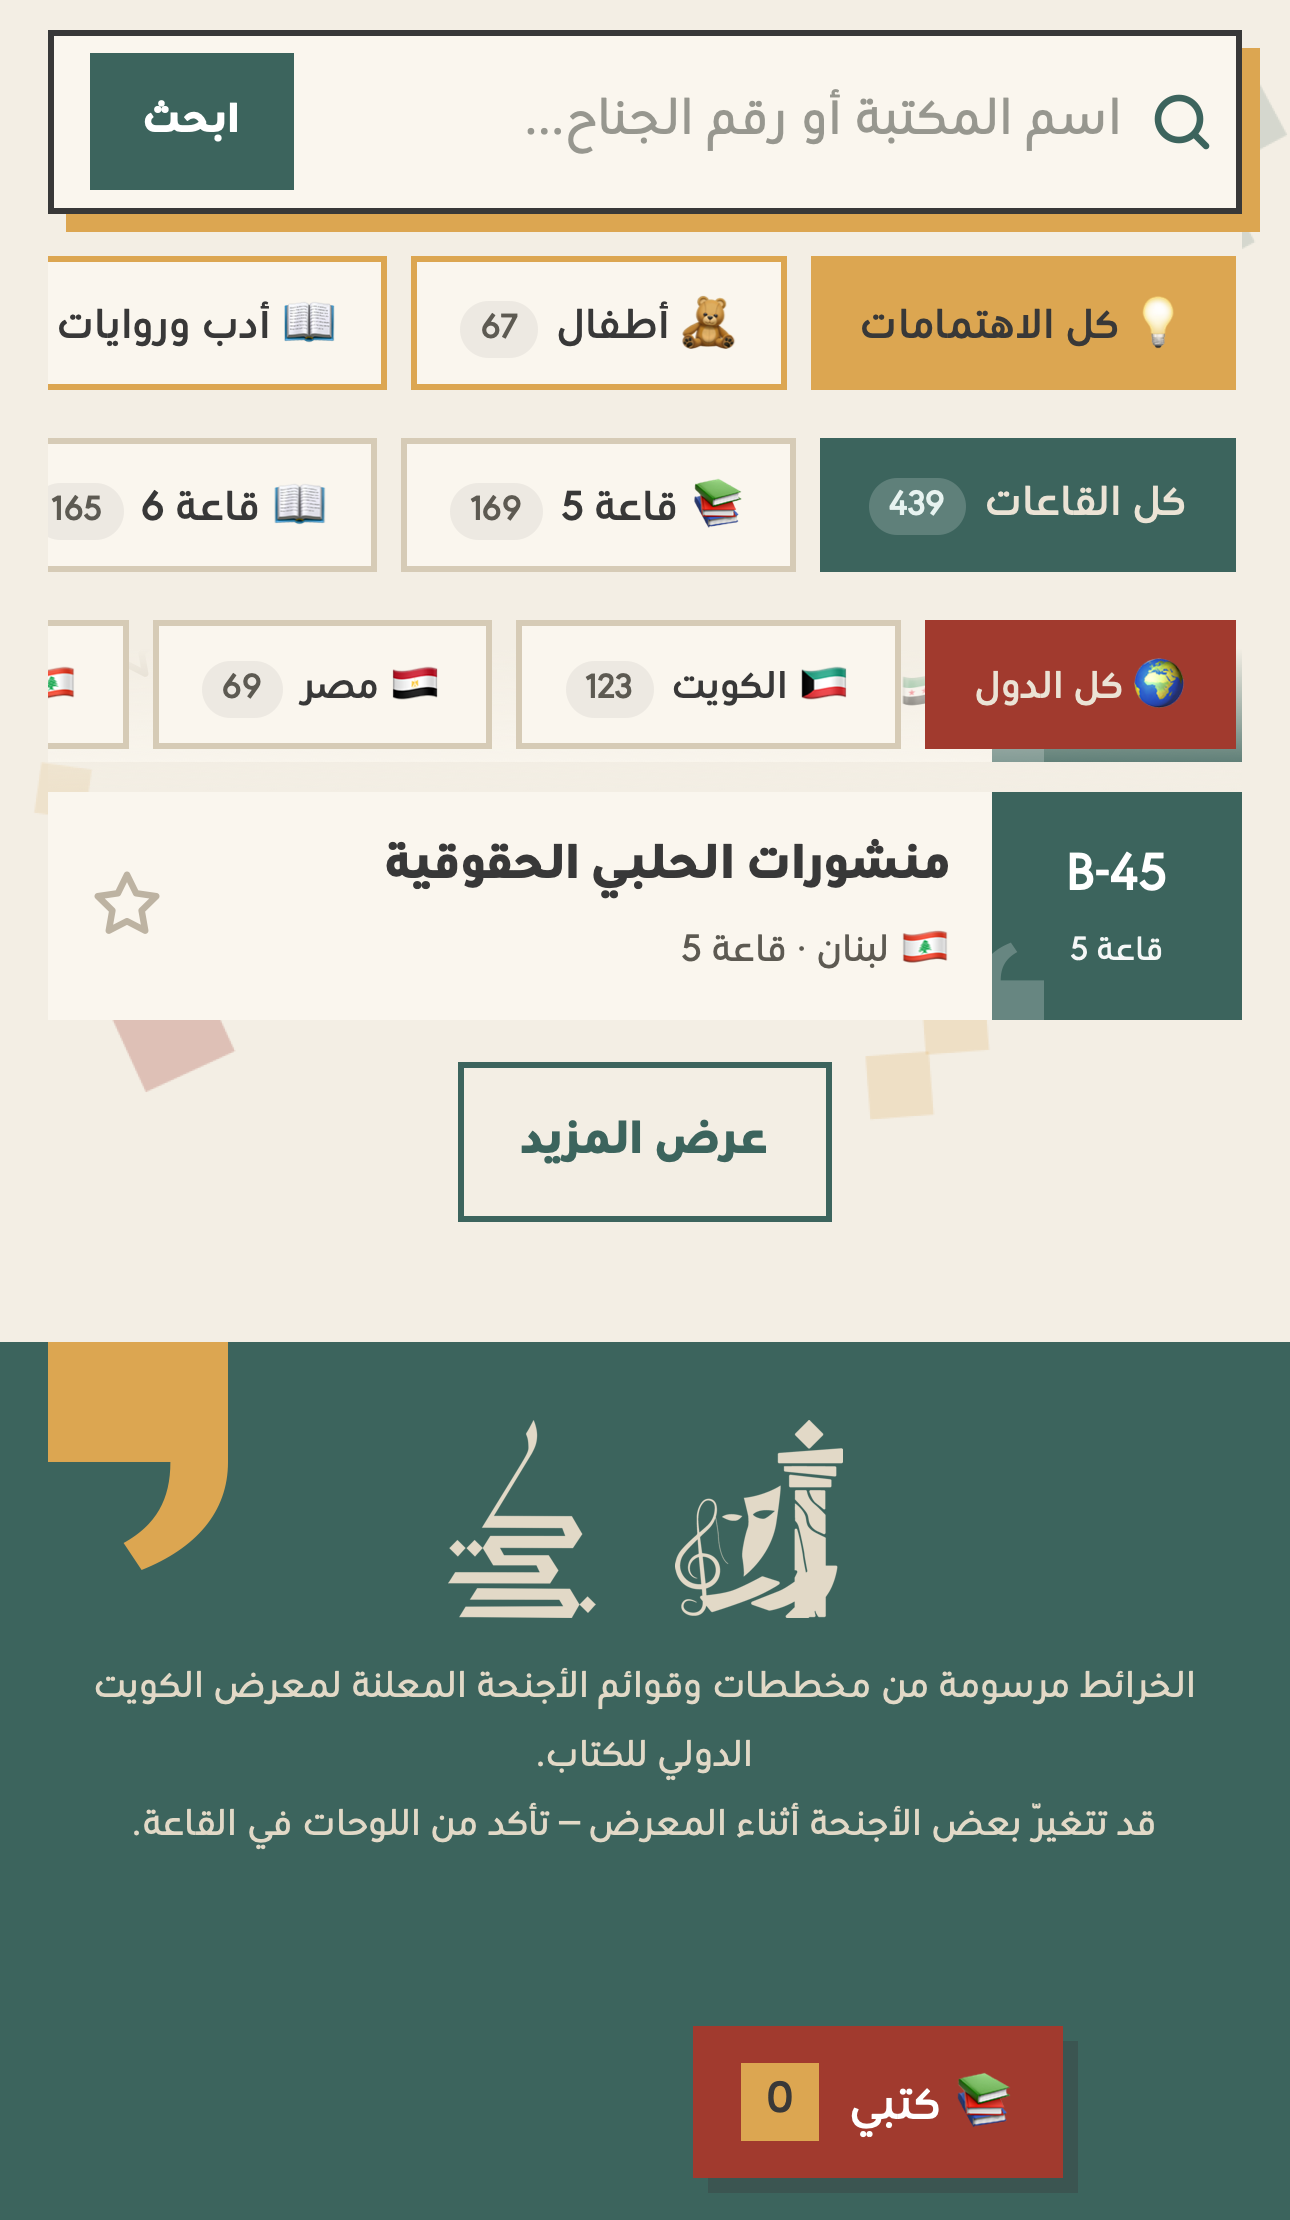 اسم المكتبة أو رقم الجناح...
ابحث
💡 كل الاهتمامات
🧸 أطفال 67
📖 أدب وروايات
كل القاعات 439
📚 قاعة 5 169
📖 قاعة 6 165
🌍 كل الدول
🇰🇼 الكويت 123
🇪🇬 مصر 69
B-45
قاعة 5
منشورات الحلبي الحقوقية
🇱🇧 لبنان · قاعة 5
عرض المزيد
الخرائط مرسومة من مخططات وقوائم الأجنحة المعلنة لمعرض الكويت
الدولي للكتاب.
قد تتغيّر بعض الأجنحة أثناء المعرض – تأكد من اللوحات في القاعة.
📚 كتبي 0